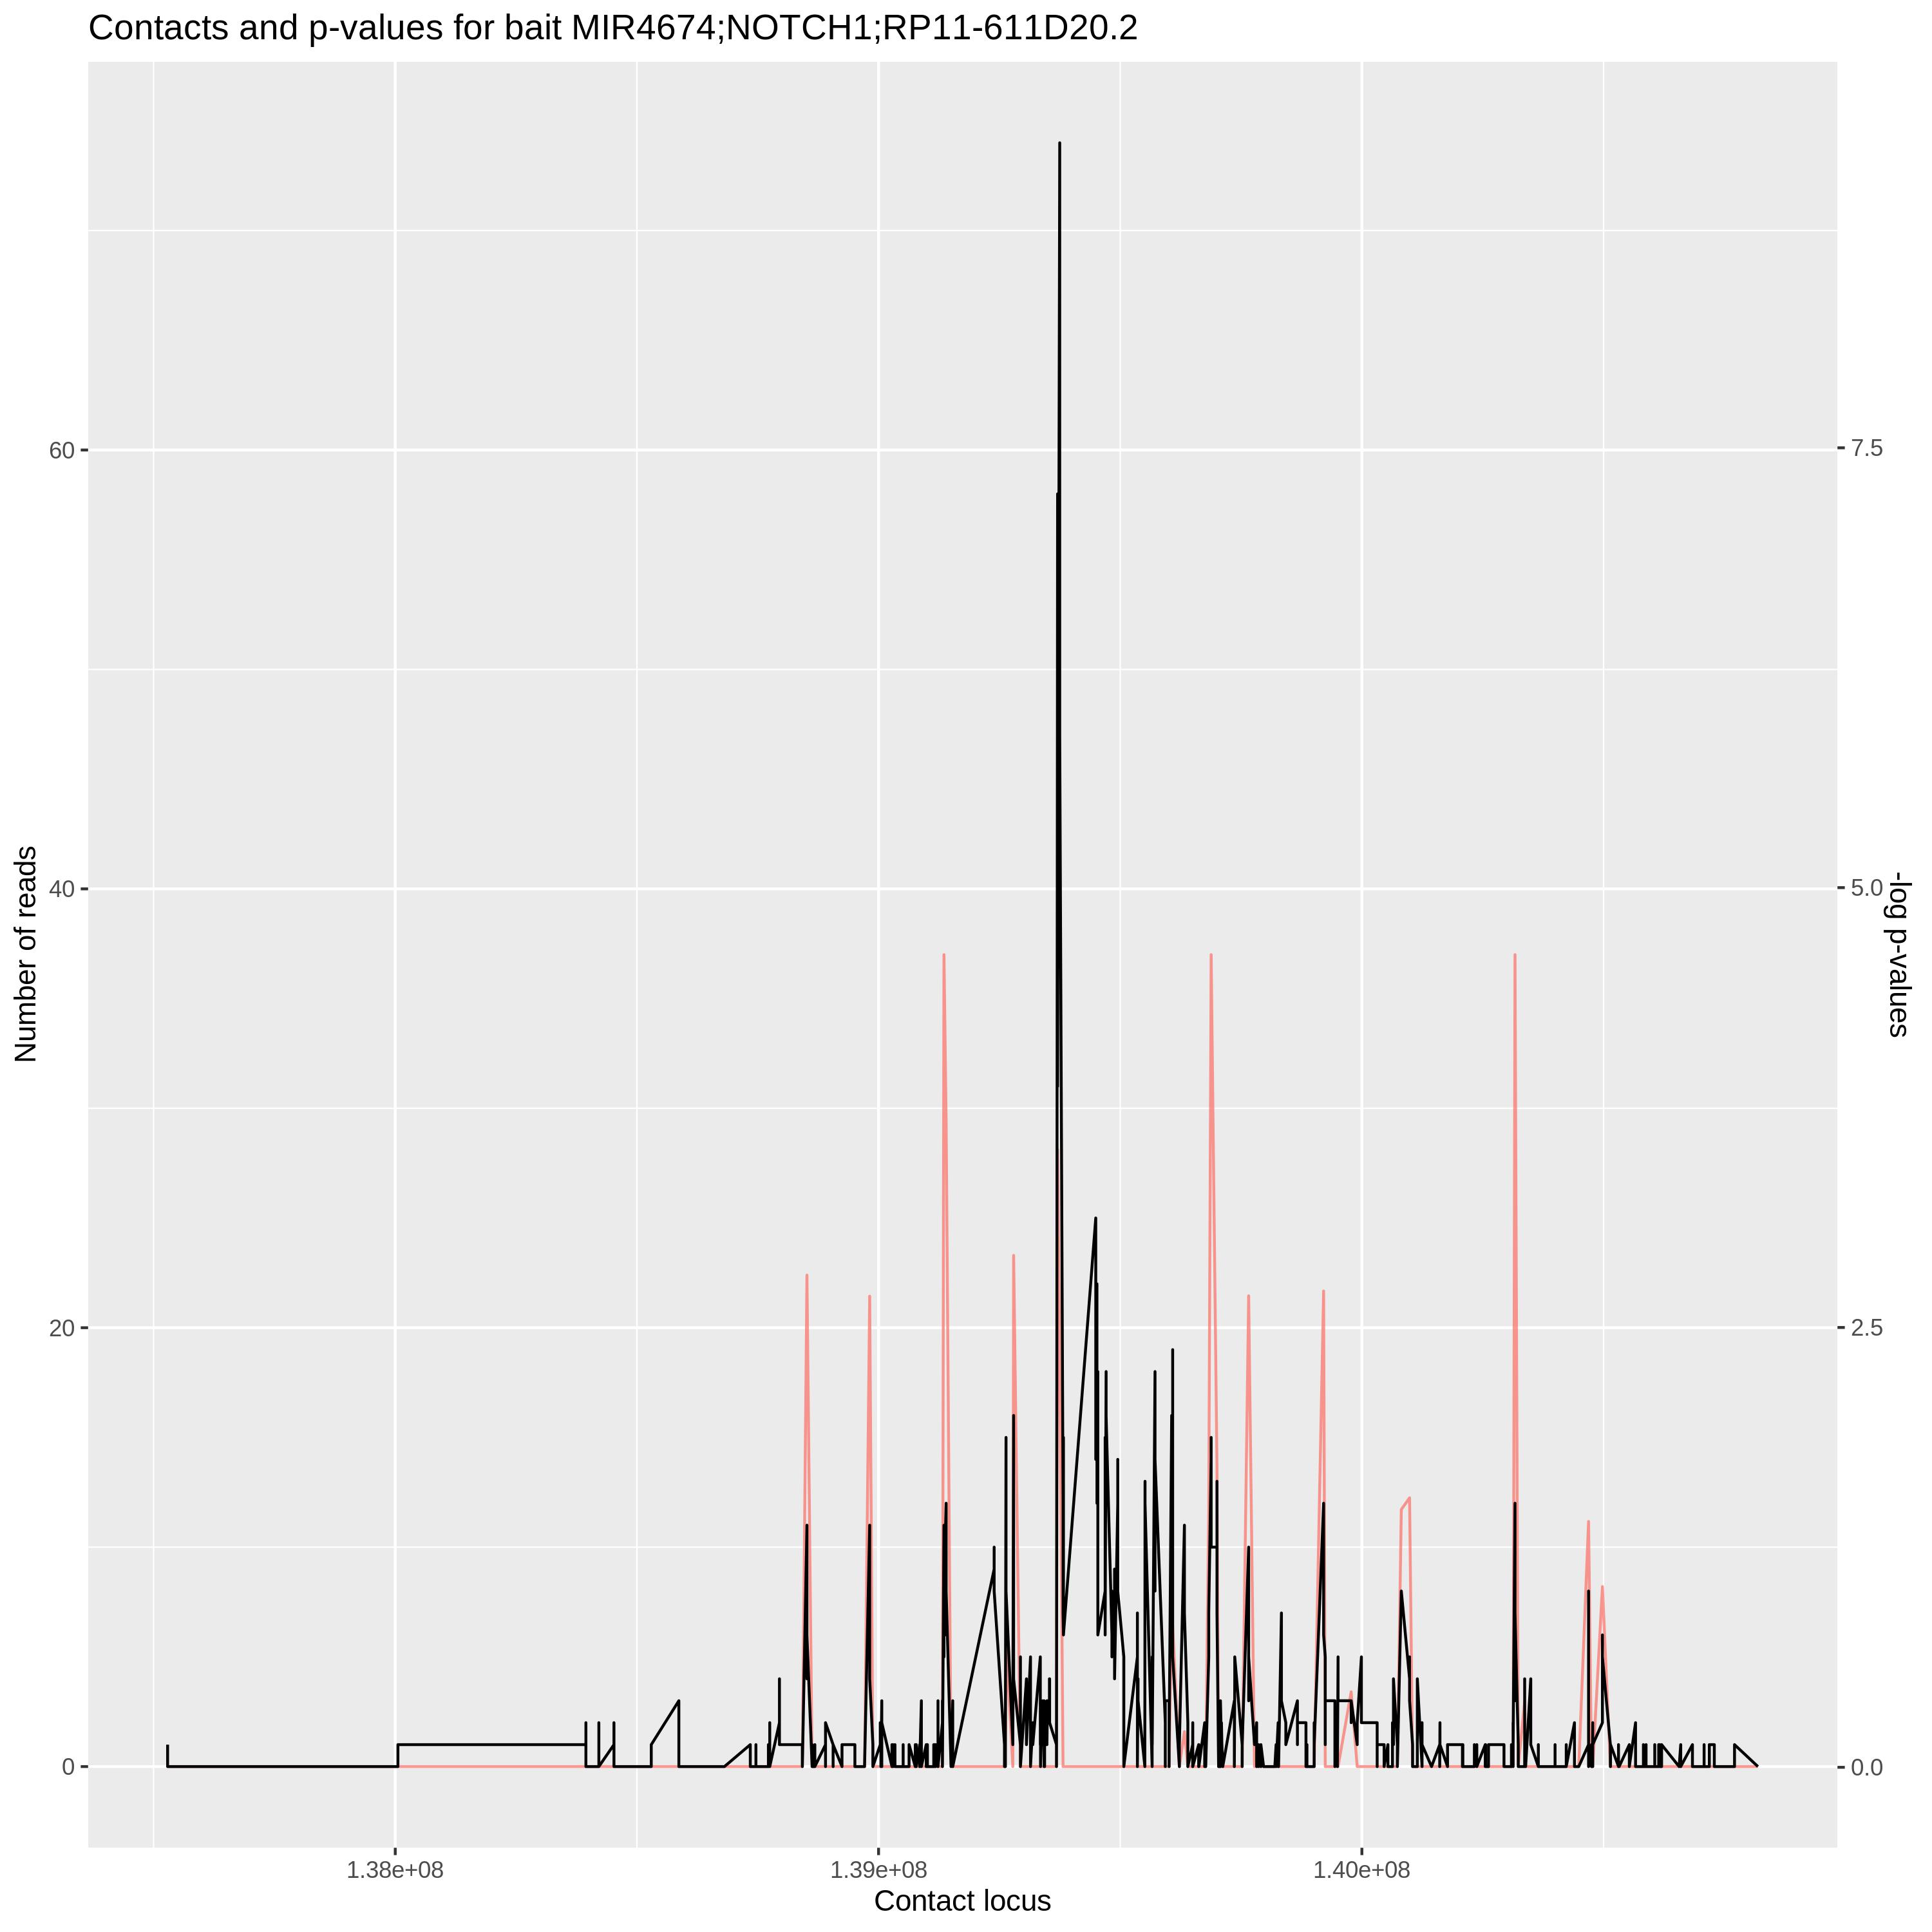 Contacts and p-values for bait MIR4674;NOTCH1;RP11-611D20.2
60
40
20
0
Number of reads
7.5
5.0
2.5
0.0
-log p-values
1.38e+08
1.39e+08
1.40e+08
Contact locus